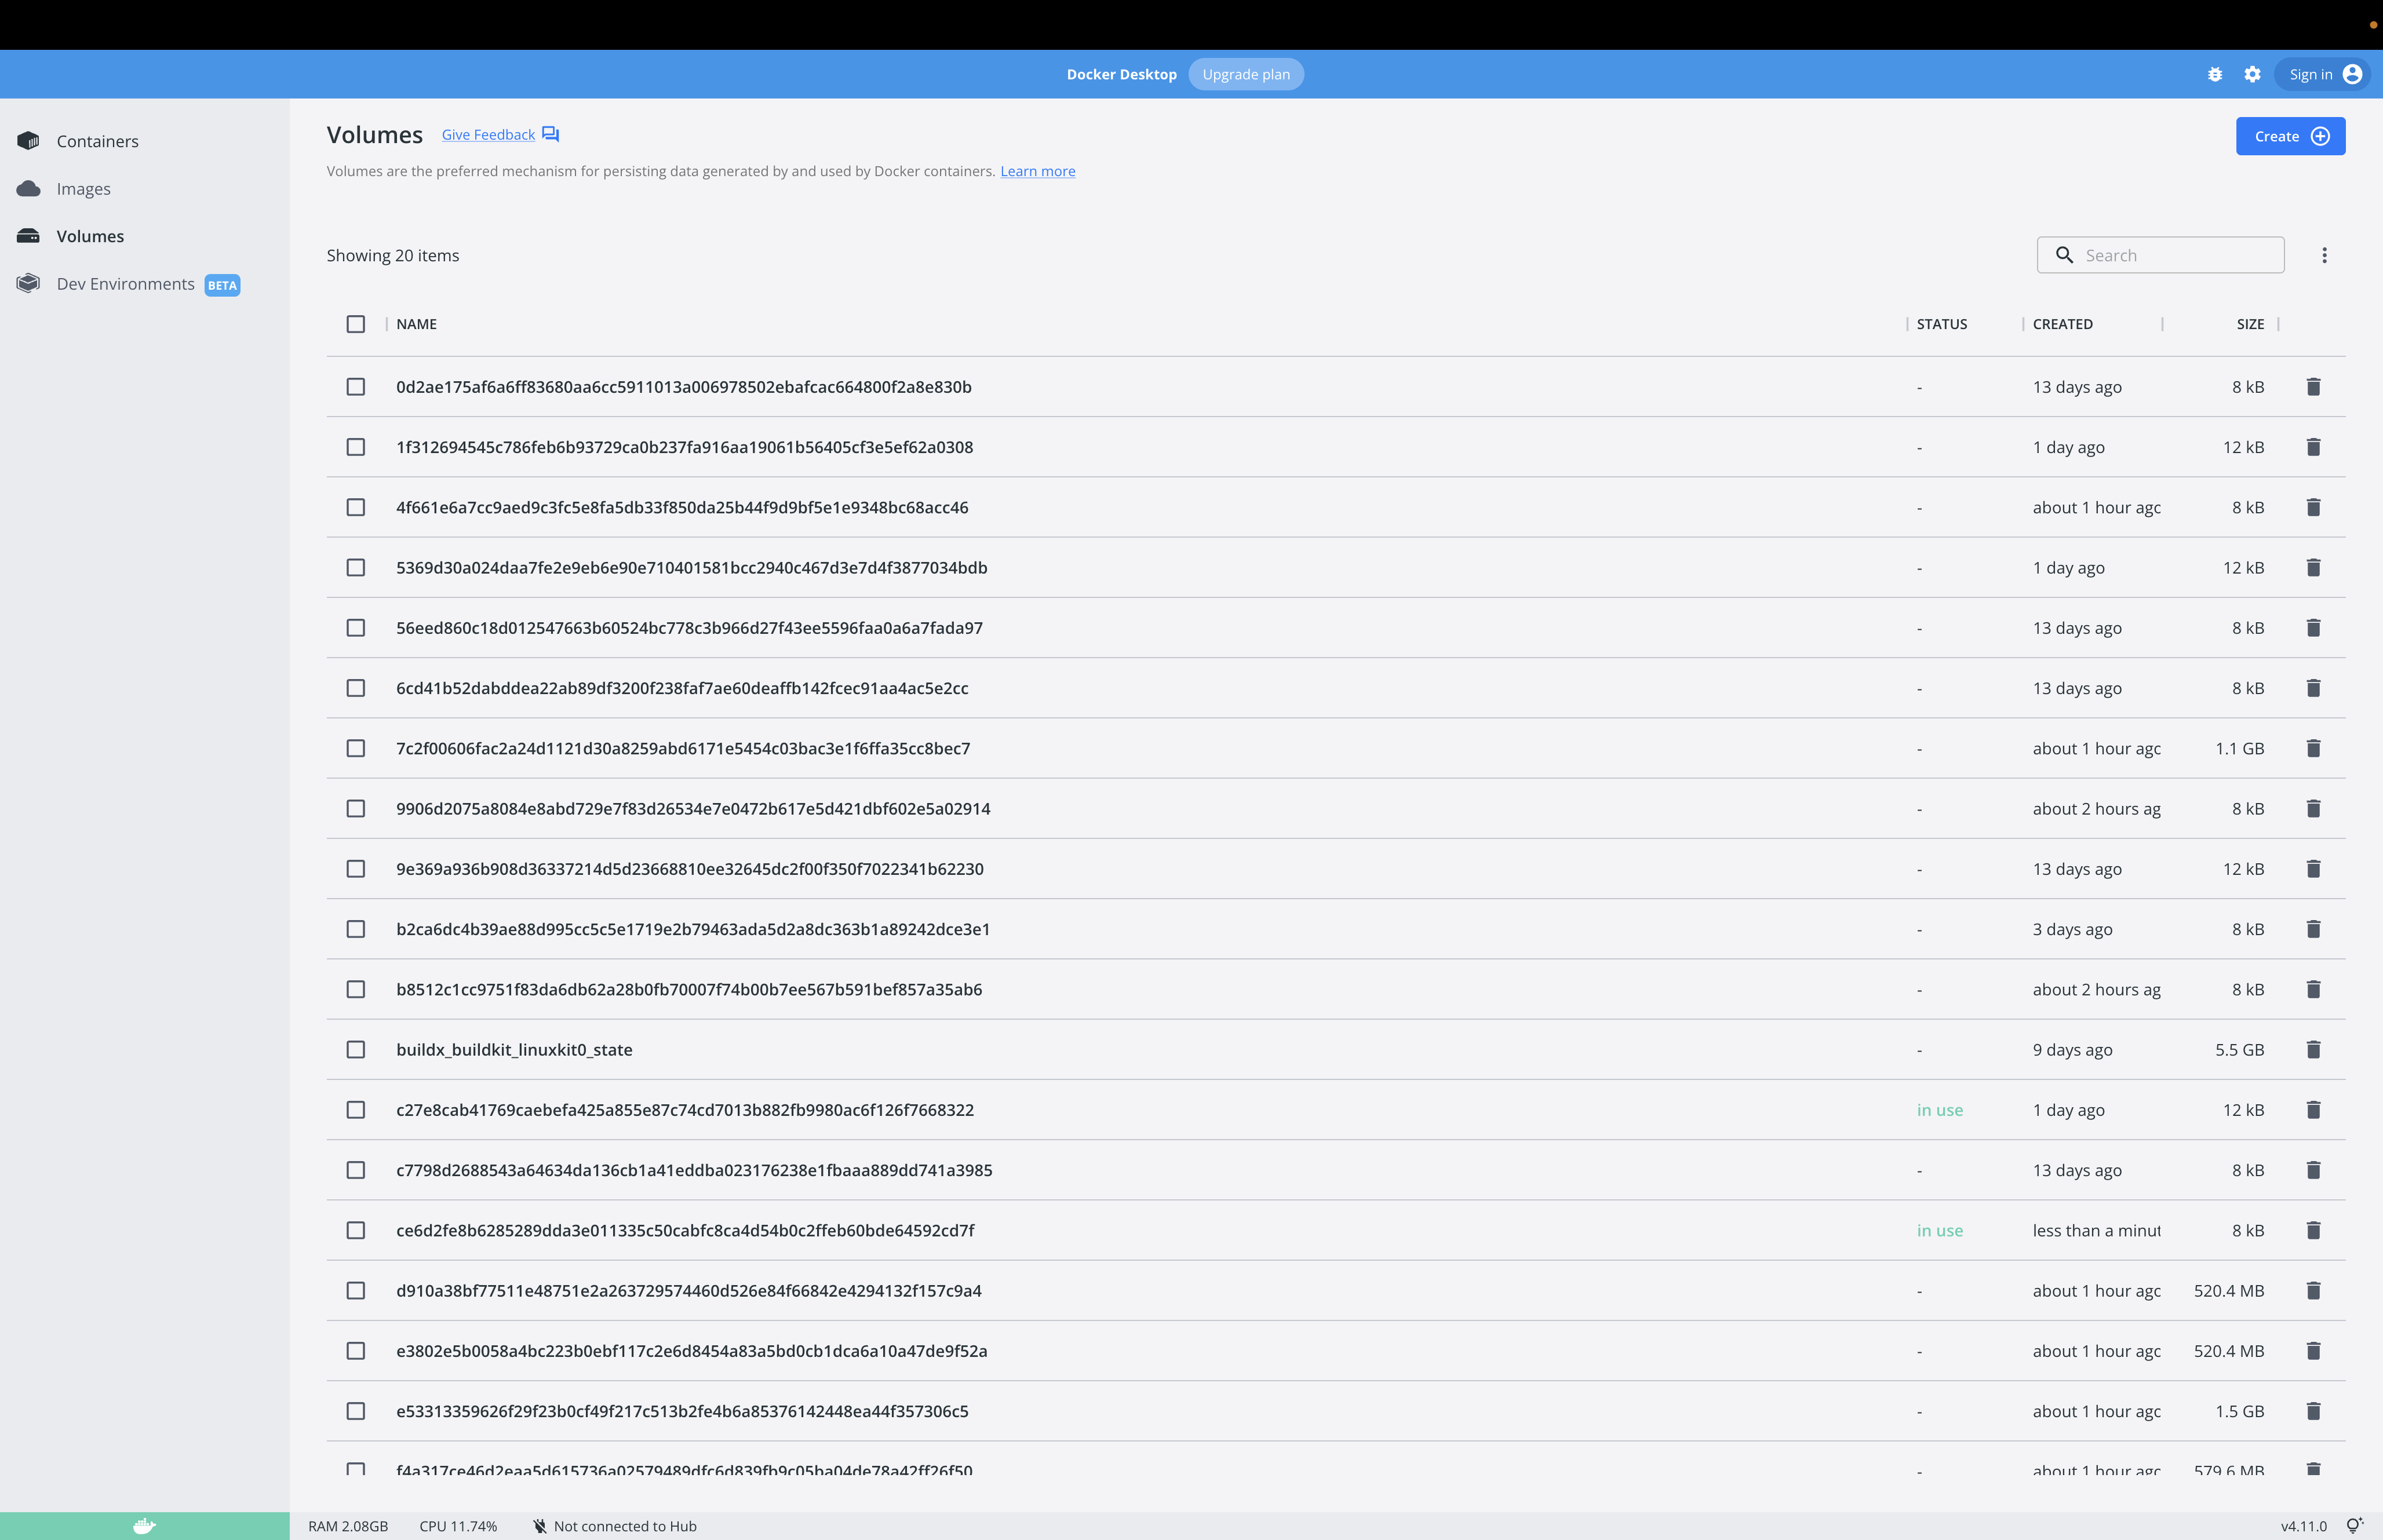 Docker Desktop Upgrade plan Sign in
Containers
Images
Volumes
Dev Environments BETA
Volumes Give Feedback
Create
Volumes are the preferred mechanism for persisting data generated by and used by Docker containers. Learn more
Showing 20 items
Search
NAME STATUS CREATED SIZE
0d2ae175af6a6ff83680aa6cc5911013a006978502ebafcac664800f2a8e830b - 13 days ago 8 kB
1f312694545c786feb6b93729ca0b237fa916aa19061b56405cf3e5ef62a0308 - 1 day ago 12 kB
4f661e6a7cc9aed9c3fc5e8fa5db33f850da25b44f9d9bf5e1e9348bc68acc46 - about 1 hour ago 8 kB
5369d30a024daa7fe2e9eb6e90e710401581bcc2940c467d3e7d4f3877034bdb - 1 day ago 12 kB
56eed860c18d012547663b60524bc778c3b966d27f43ee5596faa0a6a7fada97 - 13 days ago 8 kB
6cd41b52dabddea22ab89df3200f238faf7ae60deaffb142fcec91aa4ac5e2cc - 13 days ago 8 kB
7c2f00606fac2a24d1121d30a8259abd6171e5454c03bac3e1f6ffa35cc8bec7 - about 1 hour ago 1.1 GB
9906d2075a8084e8abd729e7f83d26534e7e0472b617e5d421dbf602e5a02914 - about 2 hours ag 8 kB
9e369a936b908d36337214d5d23668810ee32645dc2f00f350f7022341b62230 - 13 days ago 12 kB
b2ca6dc4b39ae88d995cc5c5e1719e2b79463ada5d2a8dc363b1a89242dce3e1 - 3 days ago 8 kB
b8512c1cc9751f83da6db62a28b0fb70007f74b00b7ee567b591bef857a35ab6 - about 2 hours ag 8 kB
buildx_buildkit_linuxkit0_state - 9 days ago 5.5 GB
c27e8cab41769caebefa425a855e87c74cd7013b882fb9980ac6f126f7668322 in use 1 day ago 12 kB
c7798d2688543a64634da136cb1a41eddba023176238e1fbaaa889dd741a3985 - 13 days ago 8 kB
ce6d2fe8b6285289dda3e011335c50cabfc8ca4d54b0c2ffeb60bde64592cd7f in use less than a minut 8 kB
d910a38bf77511e48751e2a263729574460d526e84f66842e4294132f157c9a4 - about 1 hour ago 520.4 MB
e3802e5b0058a4bc223b0ebf117c2e6d8454a83a5bd0cb1dca6a10a47de9f52a - about 1 hour ago 520.4 MB
e53313359626f29f23b0cf49f217c513b2fe4b6a85376142448ea44f357306c5 - about 1 hour ago 1.5 GB
f4a317ce46d2eaa5d615736a02579489dfc6d839fb9c05ba04de78a42ff26f50 - about 1 hour ago 579.6 MB
RAM 2.08GB CPU 11.74% Not connected to Hub v4.11.0